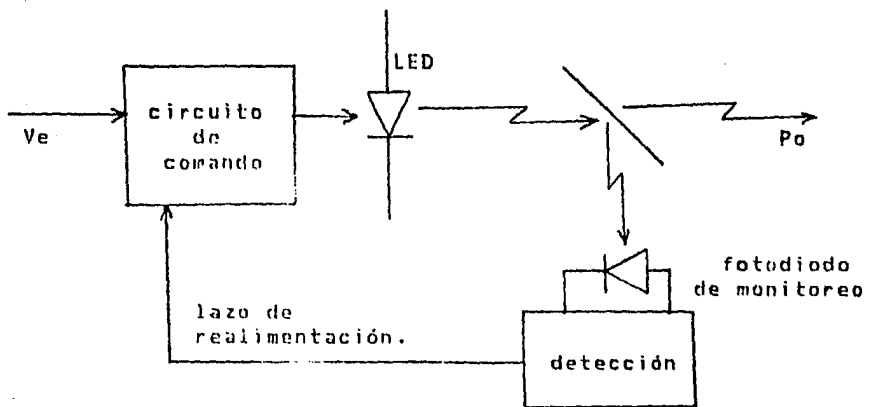 LED
circuito
de
comando
Ve
Po
fotodiodo
de monitoreo
lazo de
realimentación.
detección